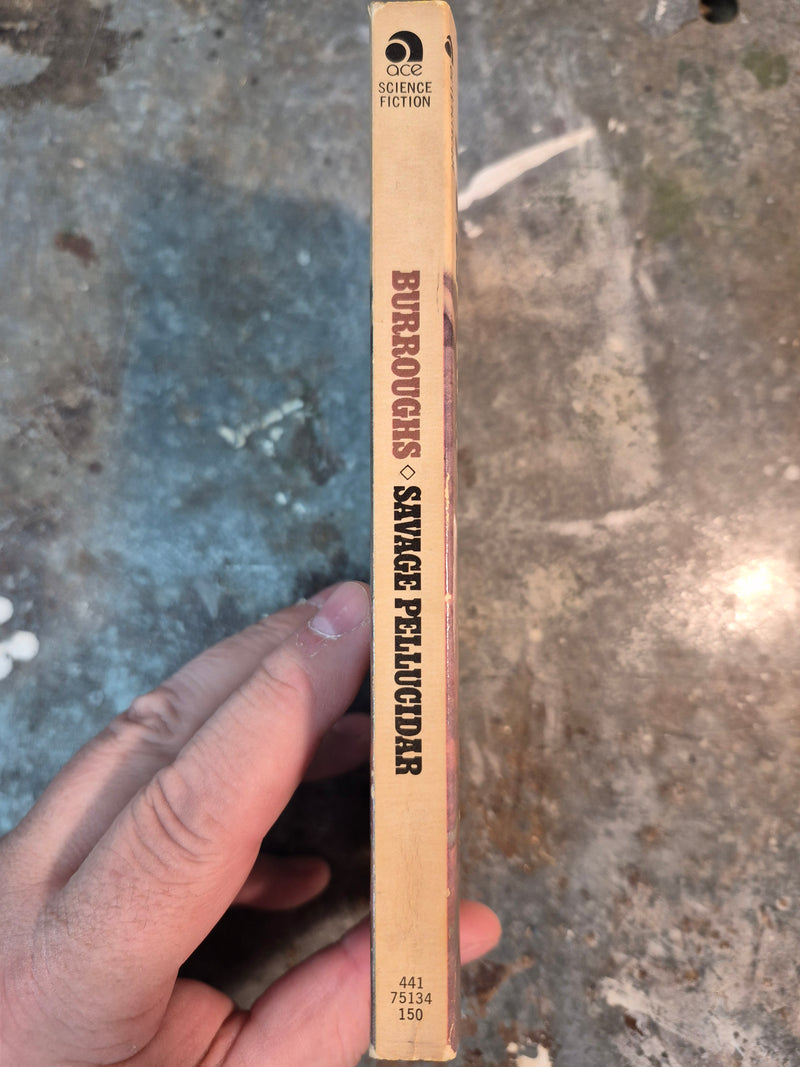 ace
SCIENCE
FICTION
BURROUGHS ◇ SAVAGE PELLUCIDAR
441
75134
150